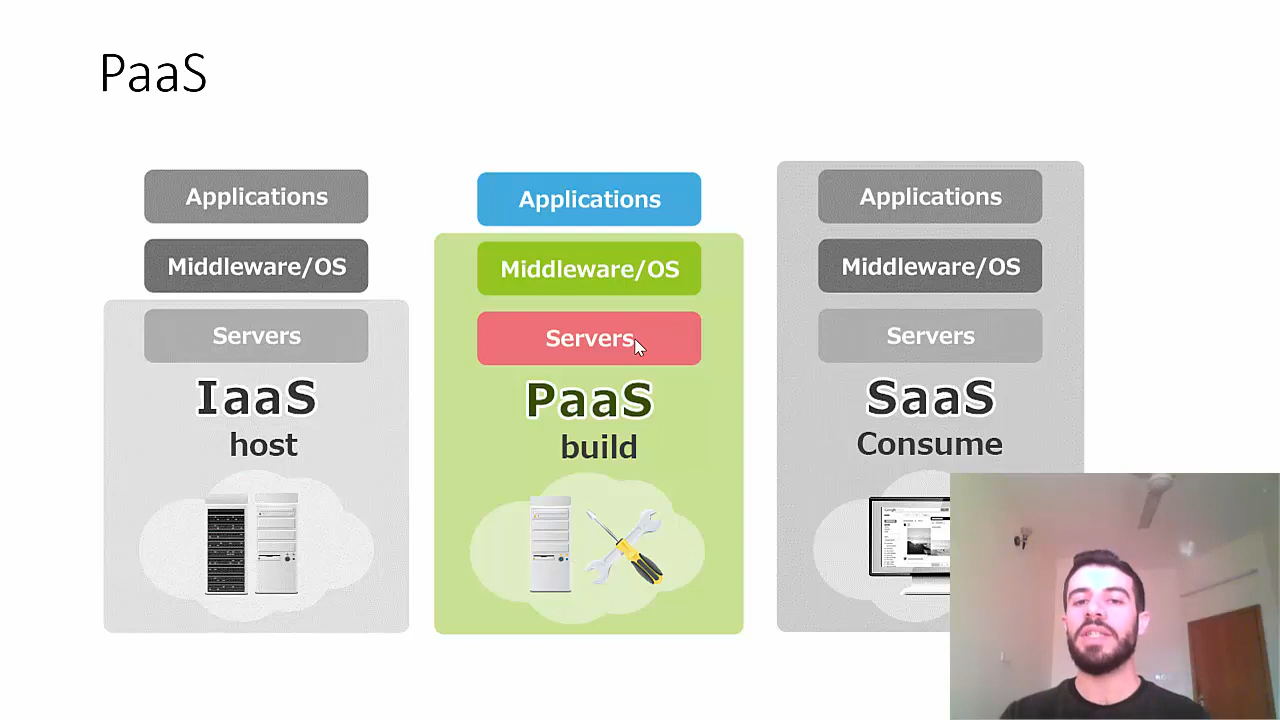 PaaS
Applications
Middleware/OS
Servers
IaaS
host
Applications
Middleware/OS
Servers
PaaS
build
Applications
Middleware/OS
Servers
SaaS
Consume